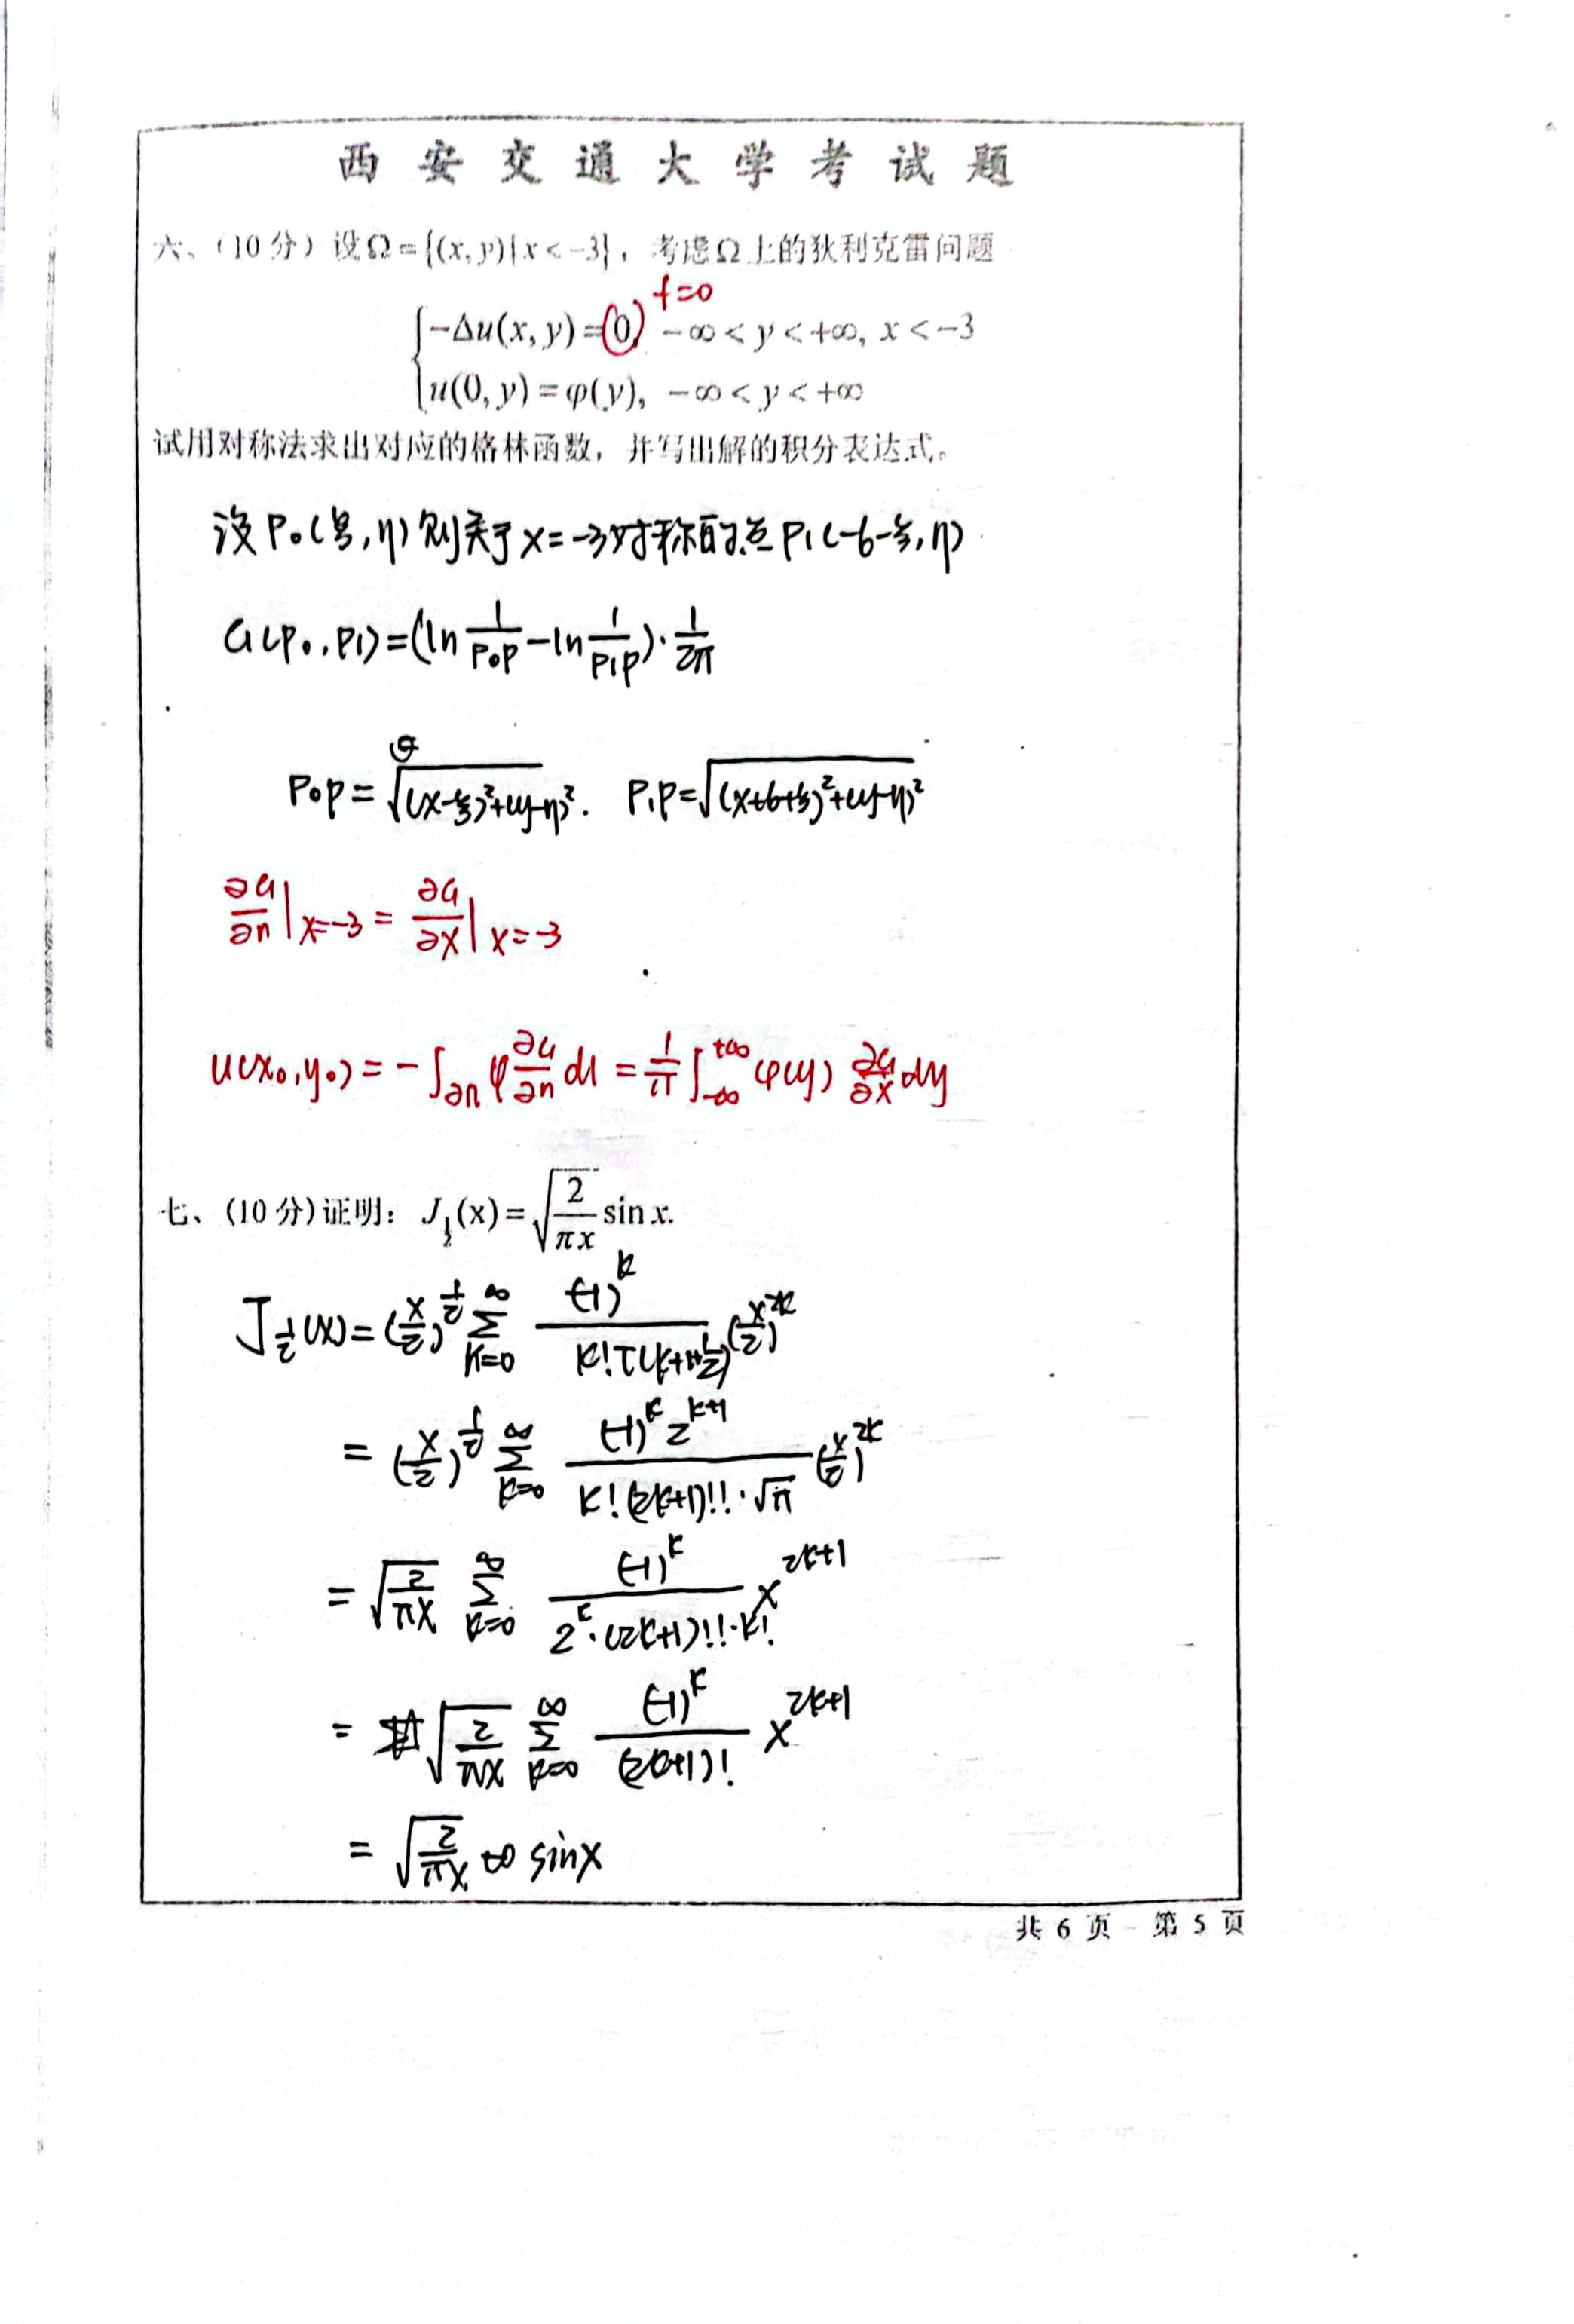 西安交通大学考试题
六、（10分）设Ω={(x,y)|x<-3}，考虑Ω上的狄利克雷问题
f=0
{-Δu(x,y)=0, -∞<y<+∞, x<-3
u(0,y)=φ(y), -∞<y<+∞
试用对称法求出对应的格林函数，并写出解的积分表达式。
设P₀(ξ,η)则关于x=-3对称的点P₁(-6-ξ,η)
G(P₀,P₁)=(ln 1/P₀P - ln 1/P₁P)·1/2π
P₀P=√((x-ξ)²+(y-η)². P₁P=√((x+6+ξ)²+(y-η)²
∂G/∂n|x=-3 = ∂G/∂x|x=-3
u(x₀,y₀)=-∫∂Ω φ ∂G/∂n dl = 1/π ∫_{-∞}^{+∞} φ(y) ∂G/∂x dy
七、(10分)证明：J_{1/2}(x)=√(2/πx) sin x.
J_{1/2}(x)=(x/2)^{1/2} ∑_{k=0}^{∞} (-1)^k / k!Γ(k+1+1/2) (x/2)^{2k}
=(x/2)^{1/2} ∑_{k=0}^{∞} (-1)^k 2^{k+1} / k!(2k+1)!!·√π (x/2)^{2k}
=√(2/πx) ∑_{k=0}^{∞} (-1)^k / 2^k·(2k+1)!!·k! x^{2k+1}
=√(2/πx) ∑_{k=0}^{∞} (-1)^k / (2k+1)! x^{2k+1}
=√(2/πx) sinx
共 6 页 第 5 页